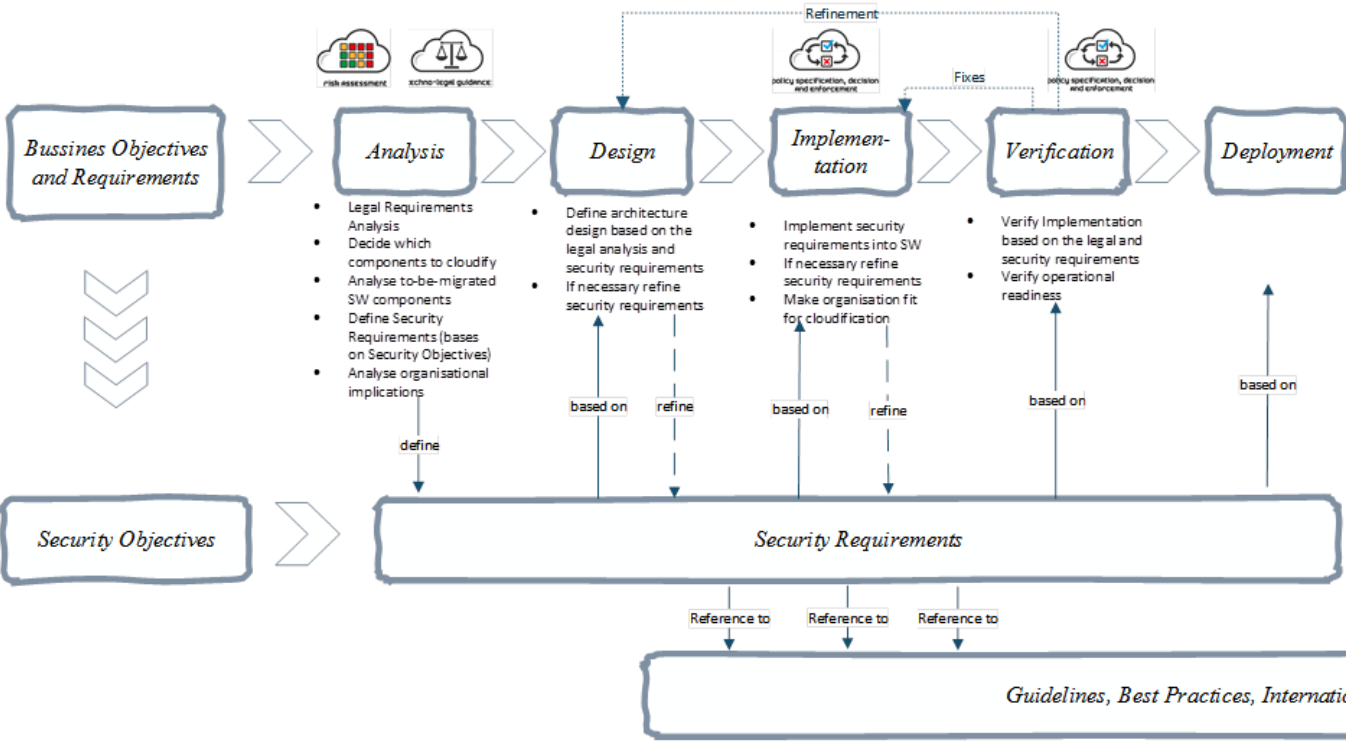 Refinement
risk assessment
echno-legal guidance:
policy specification, decision
and enforcement
policy specification, decision
and enforcement
Fixes
Bussines Objectives
and Requirements
Analysis
Design
Implemen-
tation
Verification
Deployment
• Legal Requirements
Analysis
• Decide which
components to cloudify
• Analyse to-be-migrated
SW components
• Define Security
Requirements (bases
on Security Objectives)
• Analyse organisational
implications
• Define architecture
design based on the
legal analysis and
security requirements
• If necessary refine
security requirements
• Implement security
requirements into SW
• If necessary refine
security requirements
• Make organisation fit
for cloudification
• Verify Implementation
based on the legal and
security requirements
• Verify operational
readiness
define
based on
refine
based on
refine
based on
based on
Security Objectives
Security Requirements
Reference to
Reference to
Reference to
Guidelines, Best Practices, Internatio